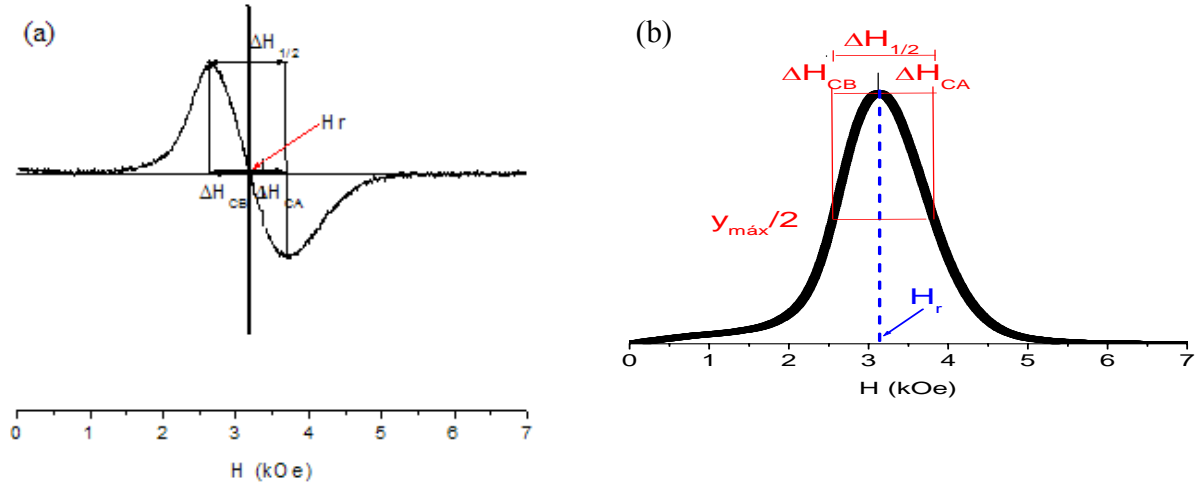 (a)
ΔH1/2
Hr
ΔHCB
ΔHCA
0 1 2 3 4 5 6 7
H (kOe)
(b)
ΔH1/2
ΔHCB ΔHCA
ymáx/2
Hr
0 1 2 3 4 5 6 7
H (kOe)